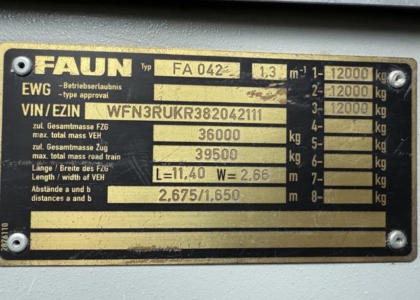 FAUN Typ FA 042 1,3 m⁻¹ 1- 12000 kg
EWG -Betriebserlaubnis -type approval 2- 12000 kg
VIN/EZIN WFN3RUKR382042111 3- 12000 kg
zul. Gesamtmasse FZG
max. total mass VEH 36000 kg 4- kg
zul. Gesamtmasse Zug 5- kg
max. total mass road train 39500 kg 6- kg
Länge / Breite des FZG
Length / width of VEH L=11,40 W=2,66 m 7- kg
Abstände a und b
distances a and b 2,675/1,650 m 8- kg